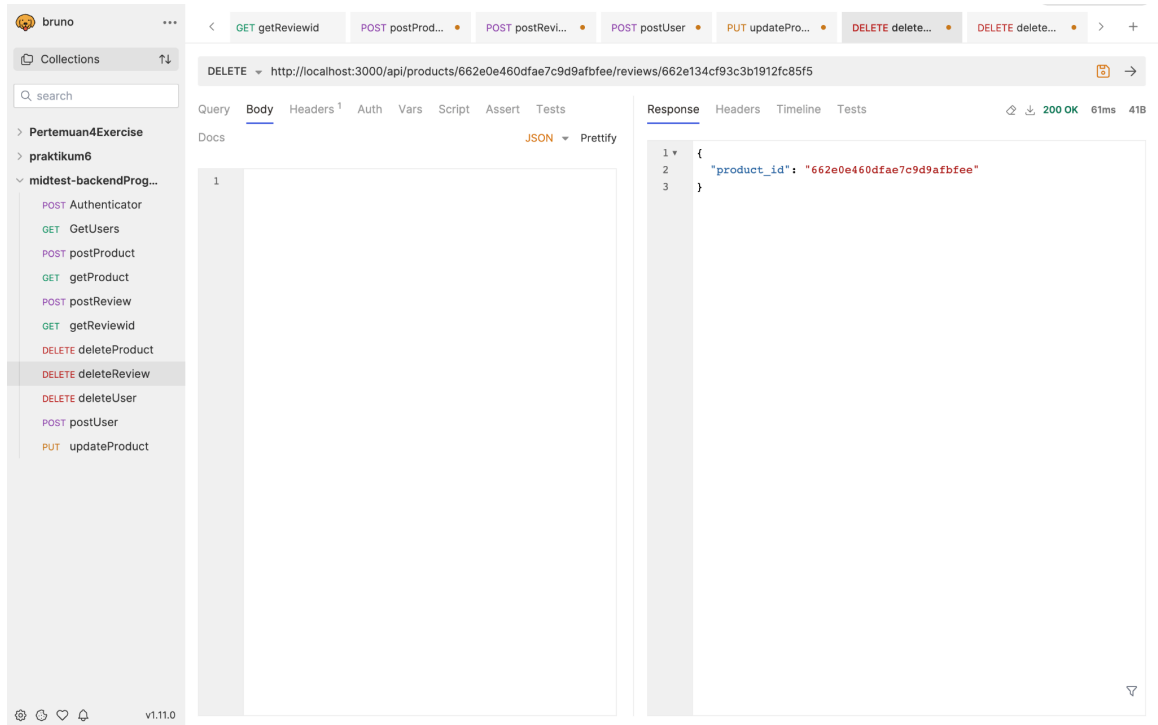 bruno
Collections
search
Pertemuan4Exercise
praktikum6
midtest-backendProg...
POST Authenticator
GET GetUsers
POST postProduct
GET getProduct
POST postReview
GET getReviewid
DELETE deleteProduct
DELETE deleteReview
DELETE deleteUser
POST postUser
PUT updateProduct
v1.11.0
GET getReviewid POST postProd... POST postRevi... POST postUser PUT updatePro... DELETE delete... DELETE delete...
DELETE http://localhost:3000/api/products/662e0e460dfae7c9d9afbfee/reviews/662e134cf93c3b1912fc85f5
Query Body Headers 1 Auth Vars Script Assert Tests
Docs JSON Prettify
1
Response Headers Timeline Tests 200 OK 61ms 41B
1 {
2 "product_id": "662e0e460dfae7c9d9afbfee"
3 }